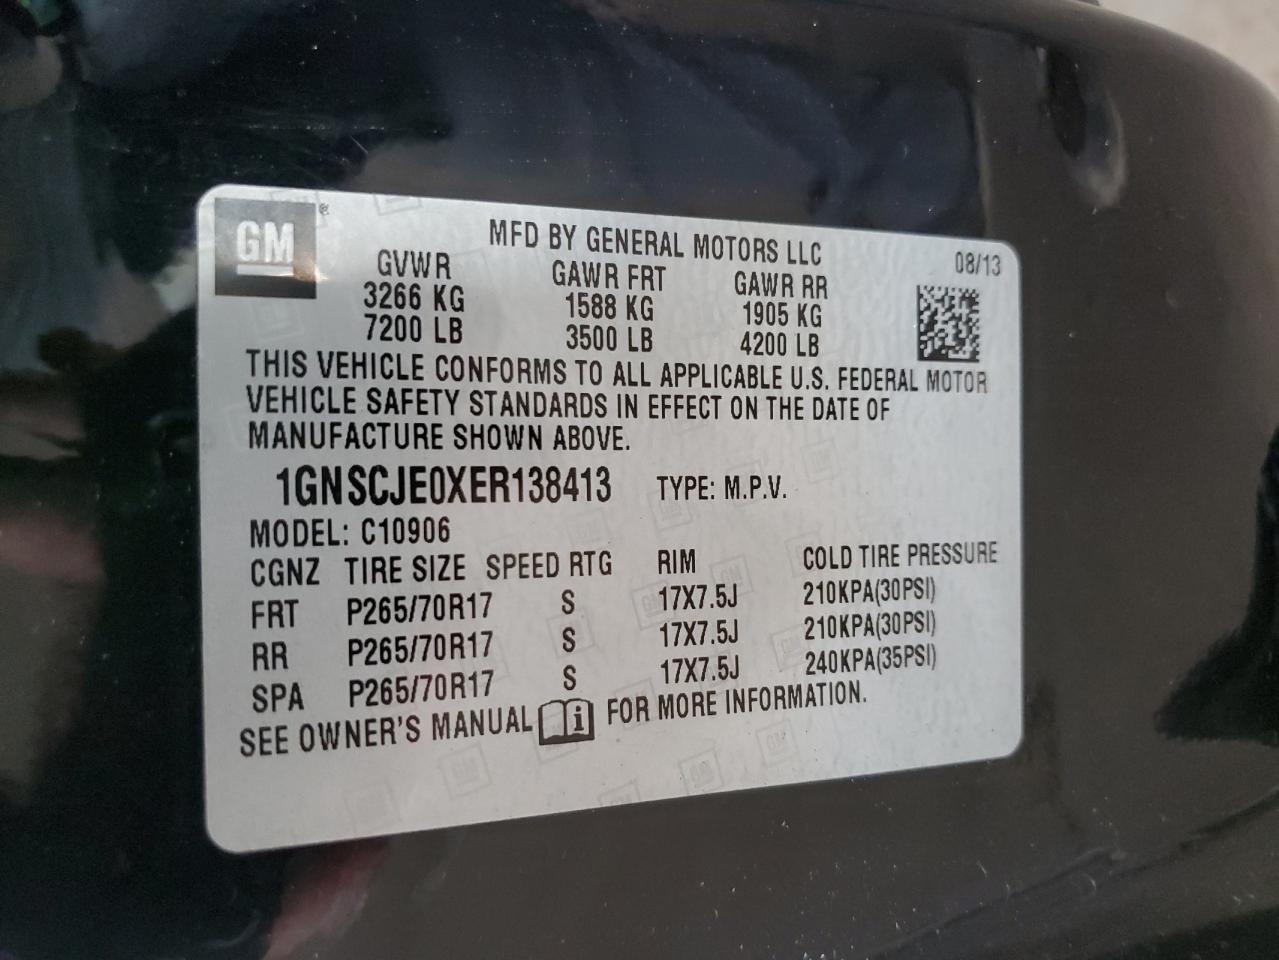 GM®
MFD BY GENERAL MOTORS LLC 08/13
GVWR GAWR FRT GAWR RR
3266 KG 1588 KG 1905 KG
7200 LB 3500 LB 4200 LB
THIS VEHICLE CONFORMS TO ALL APPLICABLE U.S. FEDERAL MOTOR
VEHICLE SAFETY STANDARDS IN EFFECT ON THE DATE OF
MANUFACTURE SHOWN ABOVE.
1GNSCJE0XER138413 TYPE: M.P.V.
MODEL: C10906
CGNZ TIRE SIZE SPEED RTG RIM COLD TIRE PRESSURE
FRT P265/70R17 S 17X7.5J 210KPA(30PSI)
RR P265/70R17 S 17X7.5J 210KPA(30PSI)
SPA P265/70R17 S 17X7.5J 240KPA(35PSI)
SEE OWNER'S MANUAL i FOR MORE INFORMATION.